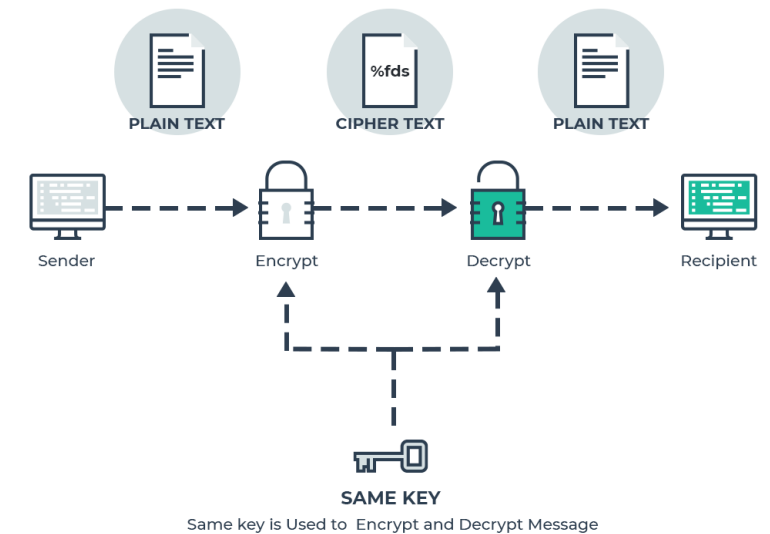 %fds
PLAIN TEXT
CIPHER TEXT
PLAIN TEXT
Sender
Encrypt
Decrypt
Recipient
SAME KEY
Same key is Used to Encrypt and Decrypt Message